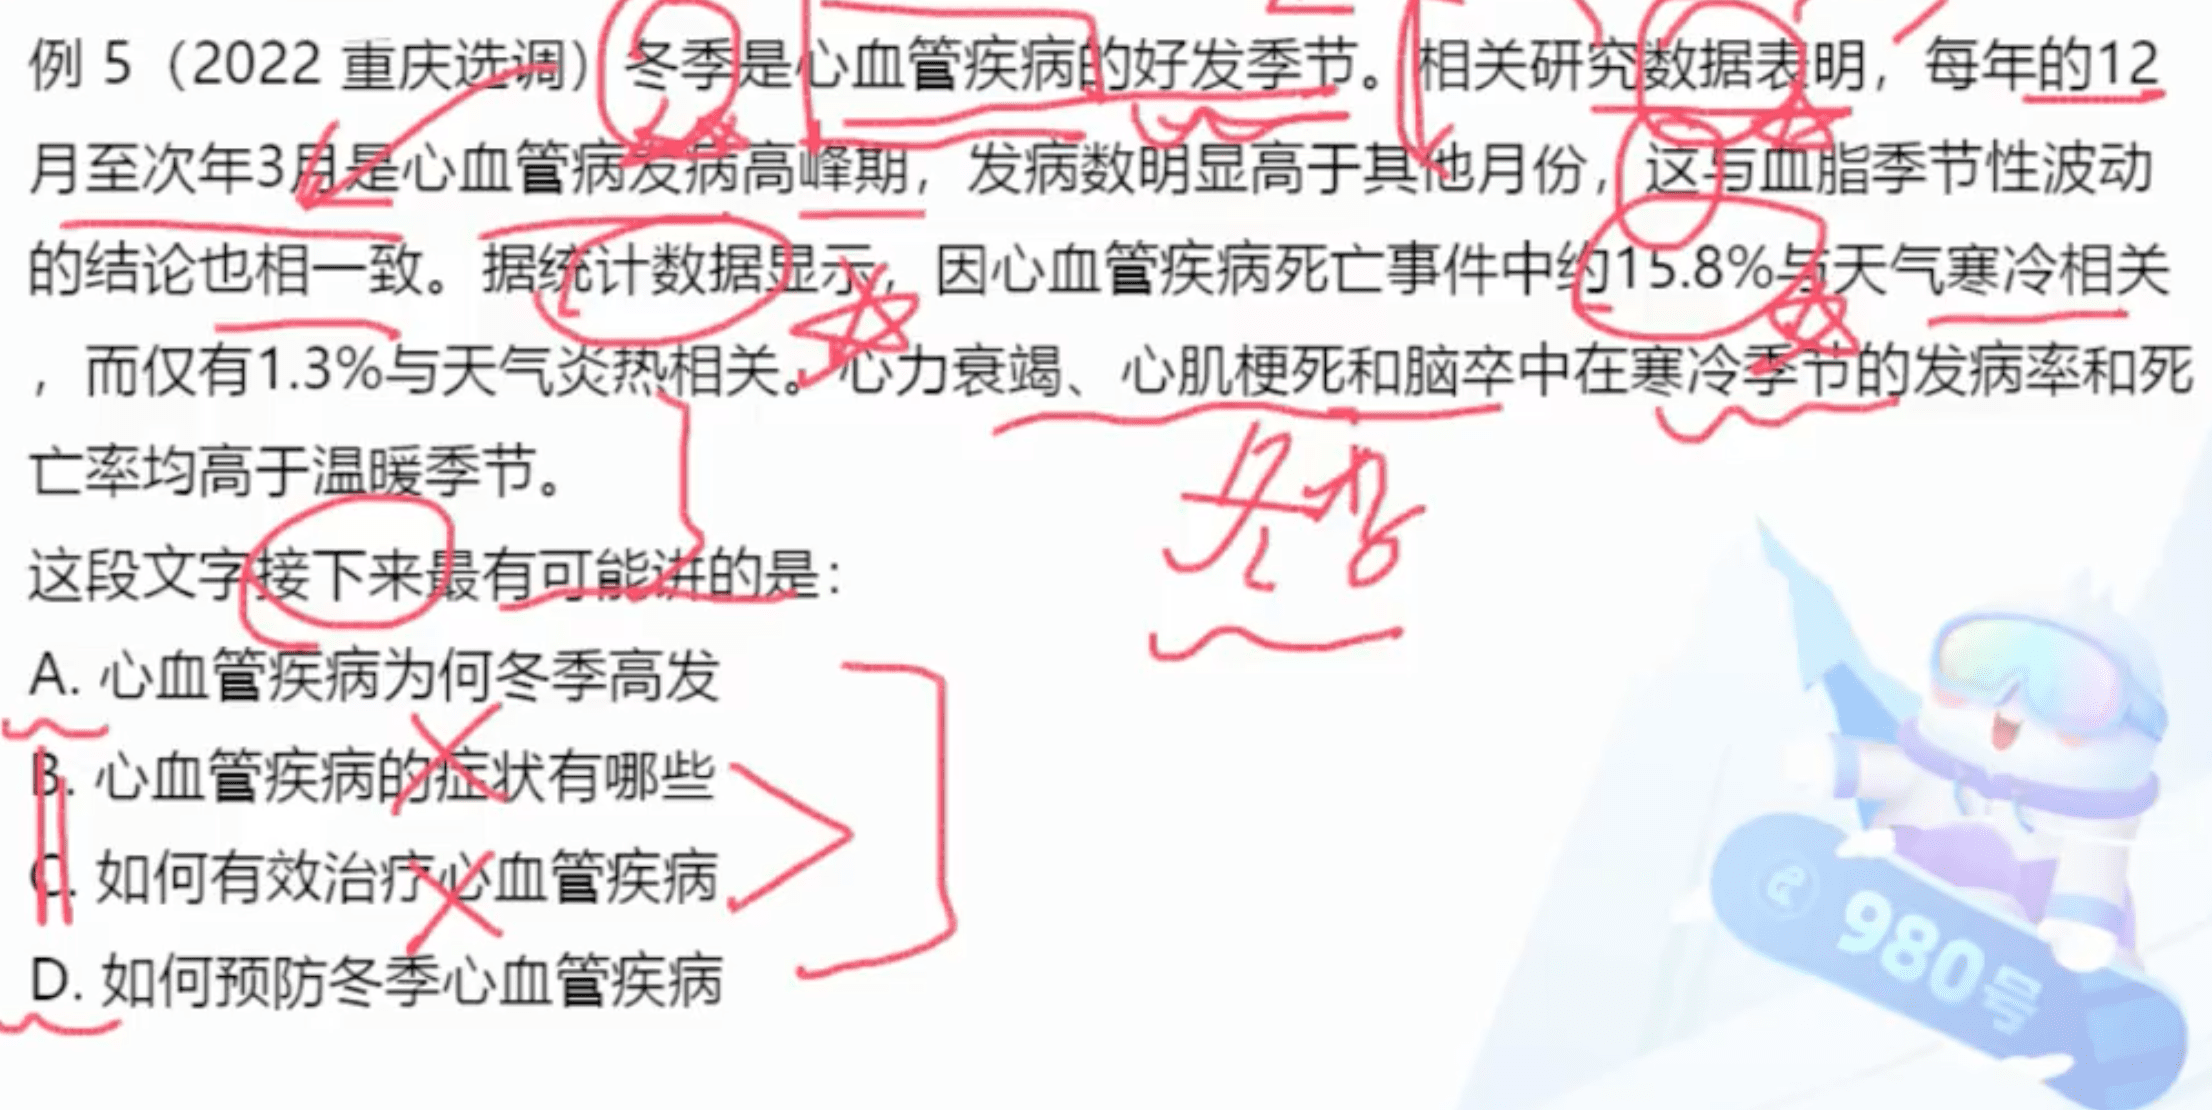 例 5（2022 重庆选调）冬季是心血管疾病的好发季节。相关研究数据表明，每年的12
月至次年3月是心血管病发病高峰期，发病数明显高于其他月份，这与血脂季节性波动
的结论也相一致。据统计数据显示，因心血管疾病死亡事件中约15.8%与天气寒冷相关
，而仅有1.3%与天气炎热相关。心力衰竭、心肌梗死和脑卒中在寒冷季节的发病率和死
亡率均高于温暖季节。
这段文字接下来最有可能讲的是：
A. 心血管疾病为何冬季高发
B. 心血管疾病的症状有哪些
C. 如何有效治疗心血管疾病
D. 如何预防冬季心血管疾病
980号